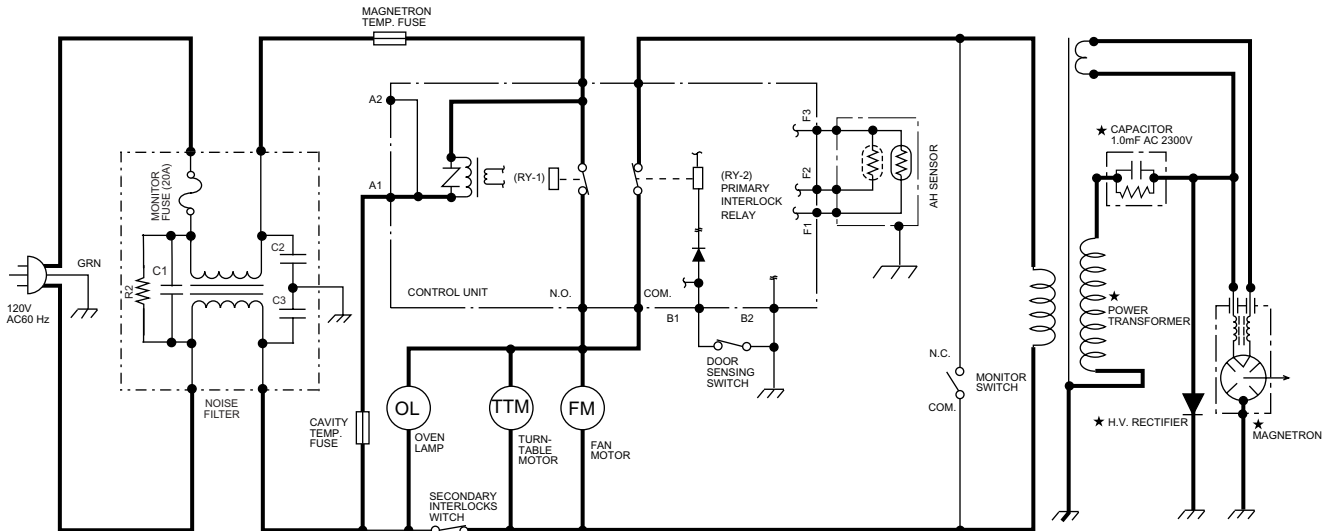 MAGNETRON
TEMP. FUSE
A2
F3
★ CAPACITOR
1.0mF AC 2300V
MONITOR
FUSE (20A)
A1
(RY-1)
(RY-2)
PRIMARY
INTERLOCK
RELAY
F2
F1
AH SENSOR
GRN
C1
C2
R2
C3
120V
AC60 Hz
CONTROL UNIT
N.O.
COM.
B1
B2
★
POWER
TRANSFORMER
DOOR
SENSING
SWITCH
N.C.
MONITOR
SWITCH
COM.
NOISE
FILTER
CAVITY
TEMP.
FUSE
OL
OVEN
LAMP
TTM
TURN-
TABLE
MOTOR
FM
FAN
MOTOR
★ H.V. RECTIFIER
★
MAGNETRON
SECONDARY
INTERLOCKS
WITCH